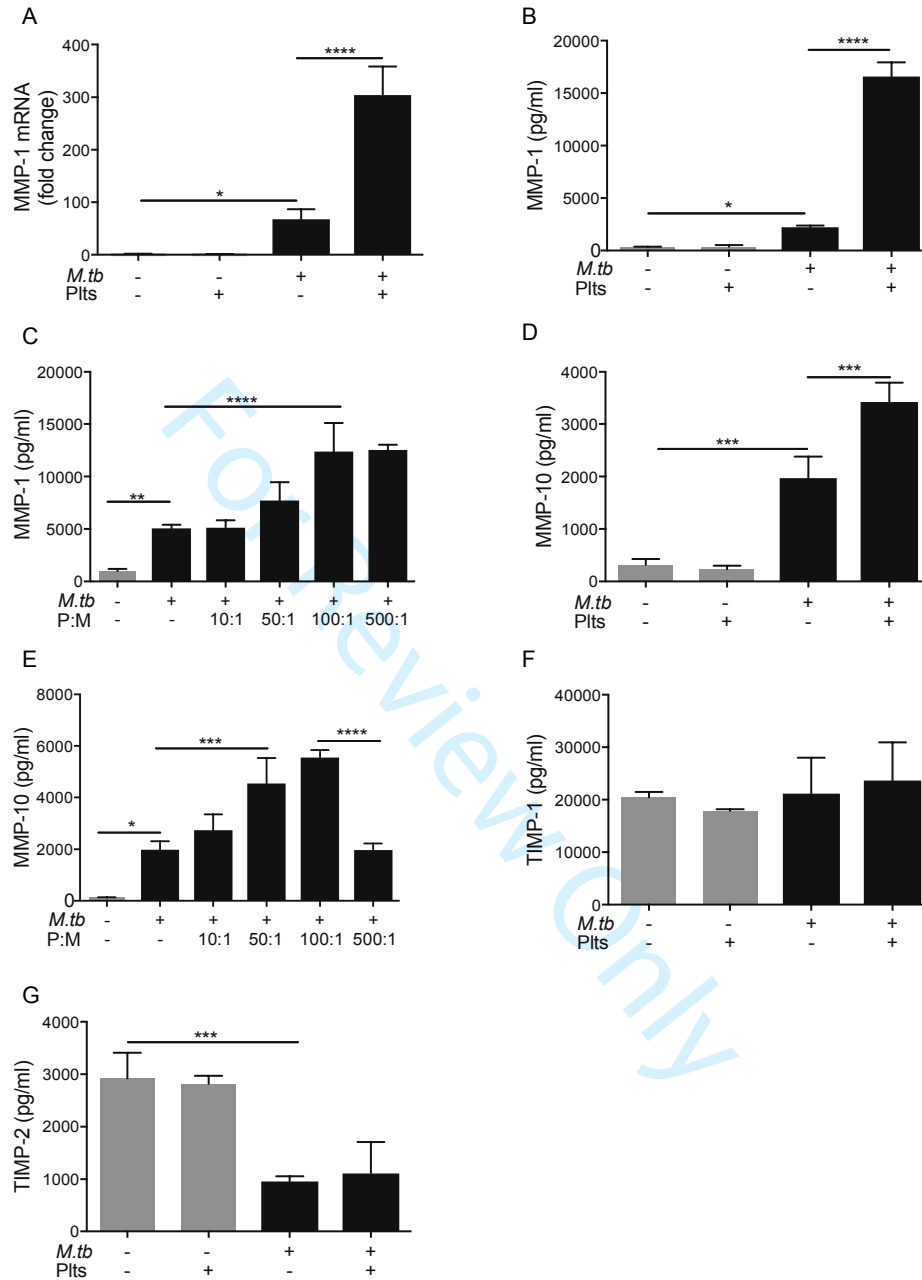 A
MMP-1 mRNA
(fold change)
400
300
200
100
0
*
****
M.tb - - + +
Plts - + - +
B
MMP-1 (pg/ml)
20000
15000
10000
5000
0
*
****
M.tb - - + +
Plts - + - +
C
MMP-1 (pg/ml)
20000
15000
10000
5000
0
**
****
M.tb - + + + + +
P:M - - 10:1 50:1 100:1 500:1
D
MMP-10 (pg/ml)
4000
3000
2000
1000
0
***
***
M.tb - - + +
Plts - + - +
E
MMP-10 (pg/ml)
8000
6000
4000
2000
0
*
***
****
M.tb - + + + + +
P:M - - 10:1 50:1 100:1 500:1
F
TIMP-1 (pg/ml)
40000
30000
20000
10000
0
M.tb - - + +
Plts - + - +
G
TIMP-2 (pg/ml)
4000
3000
2000
1000
0
***
M.tb - - + +
Plts - + - +
For Review Only